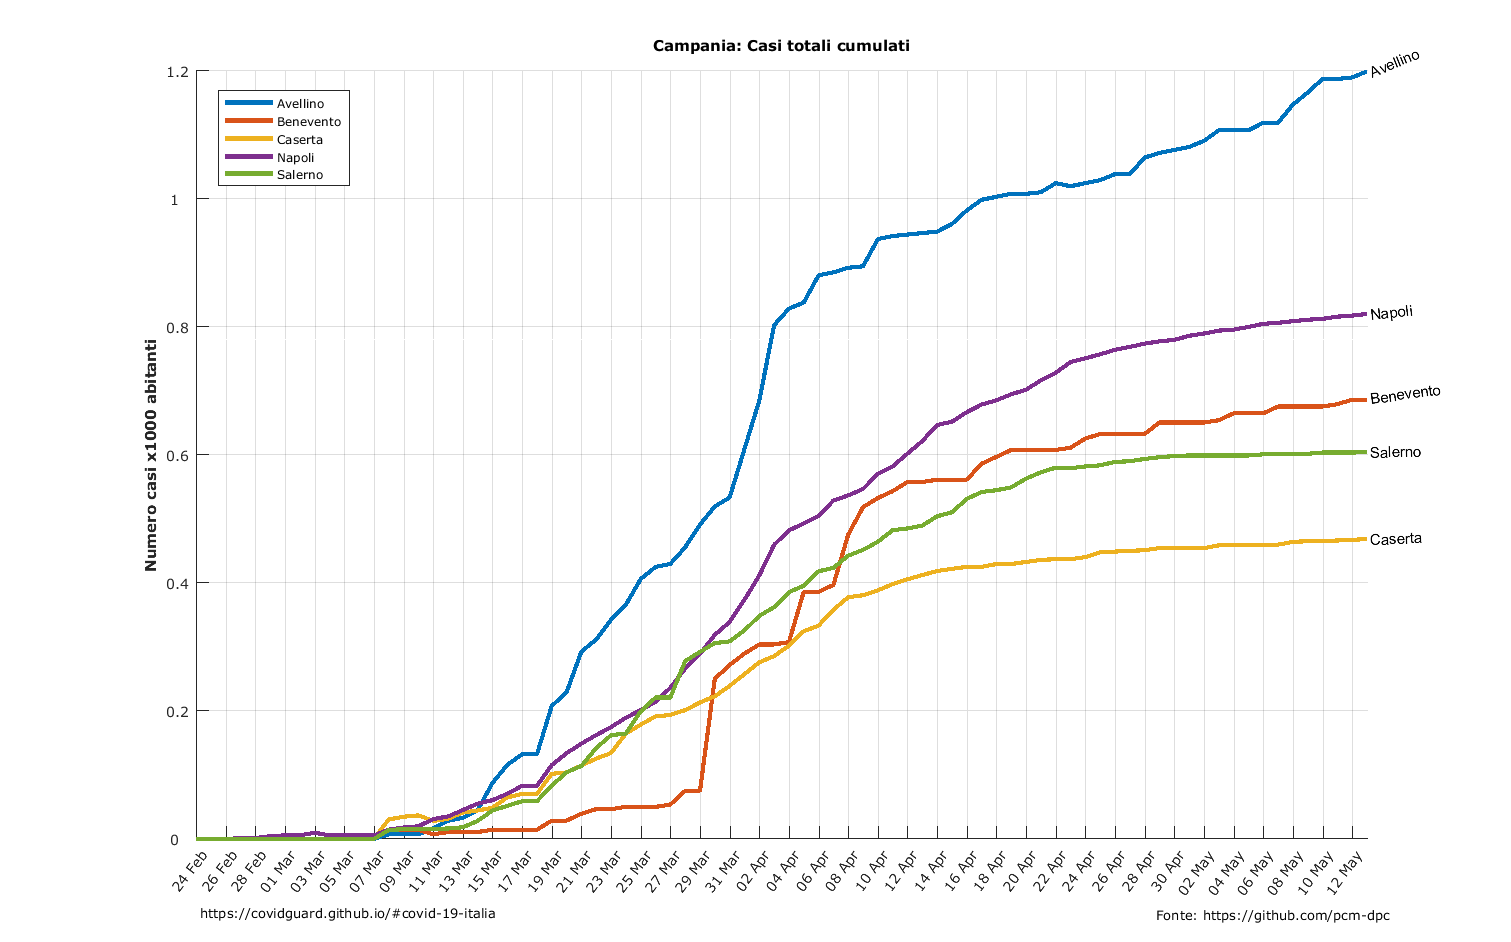 Campania: Casi totali cumulati
Avellino
Benevento
Caserta
Napoli
Salerno
Numero casi x1000 abitanti
1.2
1
0.8
0.6
0.4
0.2
0
Avellino
Napoli
Benevento
Salerno
Caserta
24 Feb
26 Feb
28 Feb
01 Mar
03 Mar
05 Mar
07 Mar
09 Mar
11 Mar
13 Mar
15 Mar
17 Mar
19 Mar
21 Mar
23 Mar
25 Mar
27 Mar
29 Mar
31 Mar
02 Apr
04 Apr
06 Apr
08 Apr
10 Apr
12 Apr
14 Apr
16 Apr
18 Apr
20 Apr
22 Apr
24 Apr
26 Apr
28 Apr
30 Apr
02 May
04 May
06 May
08 May
10 May
12 May
https://covidguard.github.io/#covid-19-italia
Fonte: https://github.com/pcm-dpc